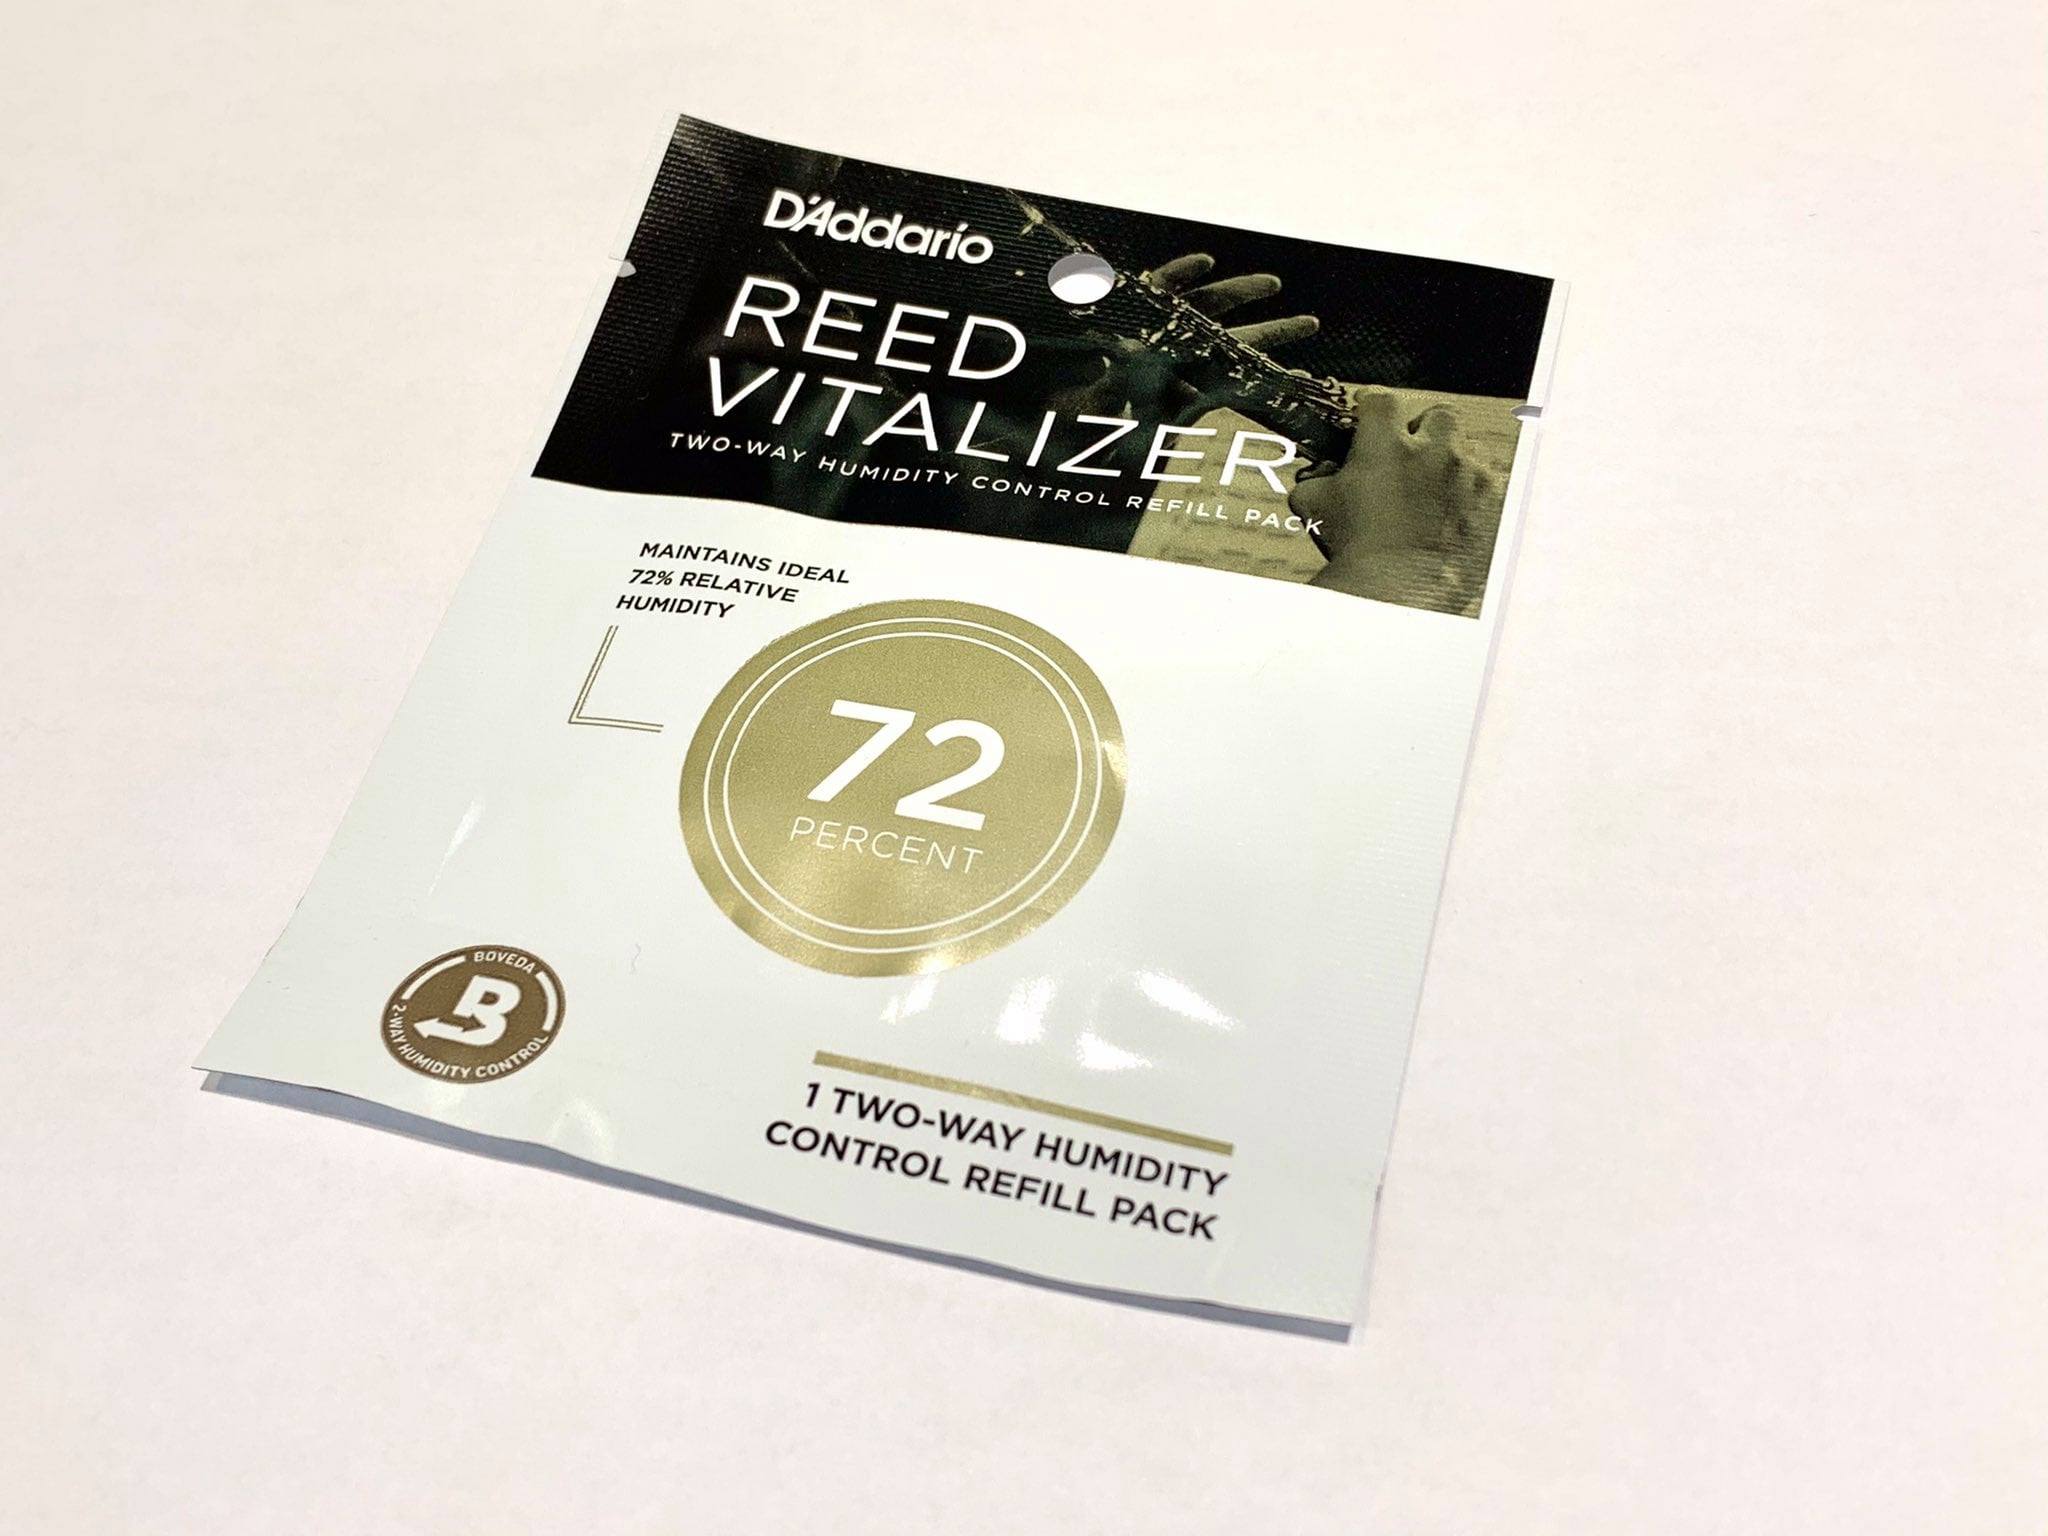 D'Addario
REED
VITALIZER
TWO-WAY HUMIDITY CONTROL REFILL PACK
MAINTAINS IDEAL
72% RELATIVE
HUMIDITY
72
PERCENT
BOVEDA
B
2-WAY HUMIDITY CONTROL
1 TWO-WAY HUMIDITY
CONTROL REFILL PACK